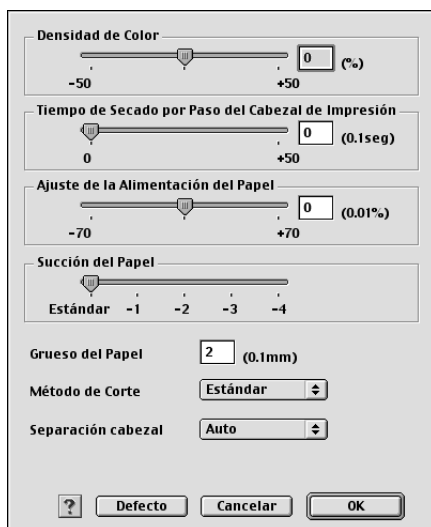 Densidad de Color
0 (%)
-50 +50
Tiempo de Secado por Paso del Cabezal de Impresión
0 (0.1seg)
0 +50
Ajuste de la Alimentación del Papel
0 (0.01%)
-70 +70
Succión del Papel
Estándar -1 -2 -3 -4
Grueso del Papel 2 (0.1mm)
Método de Corte Estándar
Separación cabezal Auto
? Defecto Cancelar OK